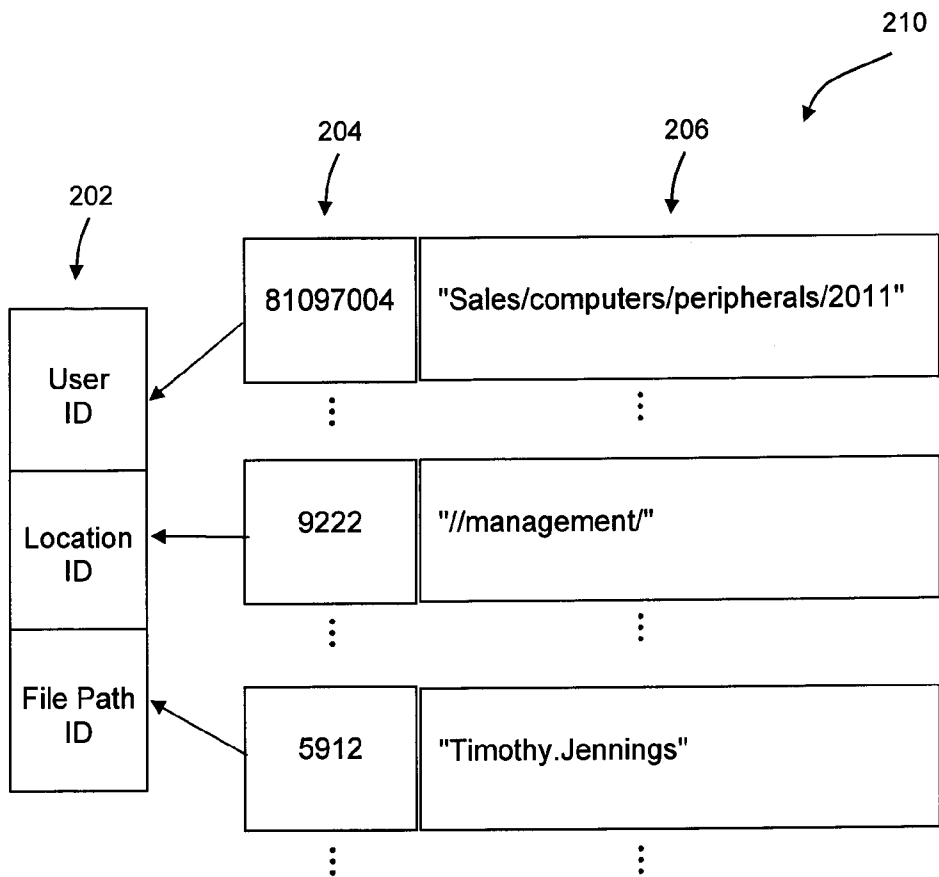 210
204
206
202
81097004
"Sales/computers/peripherals/2011"
User
ID
9222
"//management/"
Location
ID
File Path
ID
5912
"Timothy.Jennings"